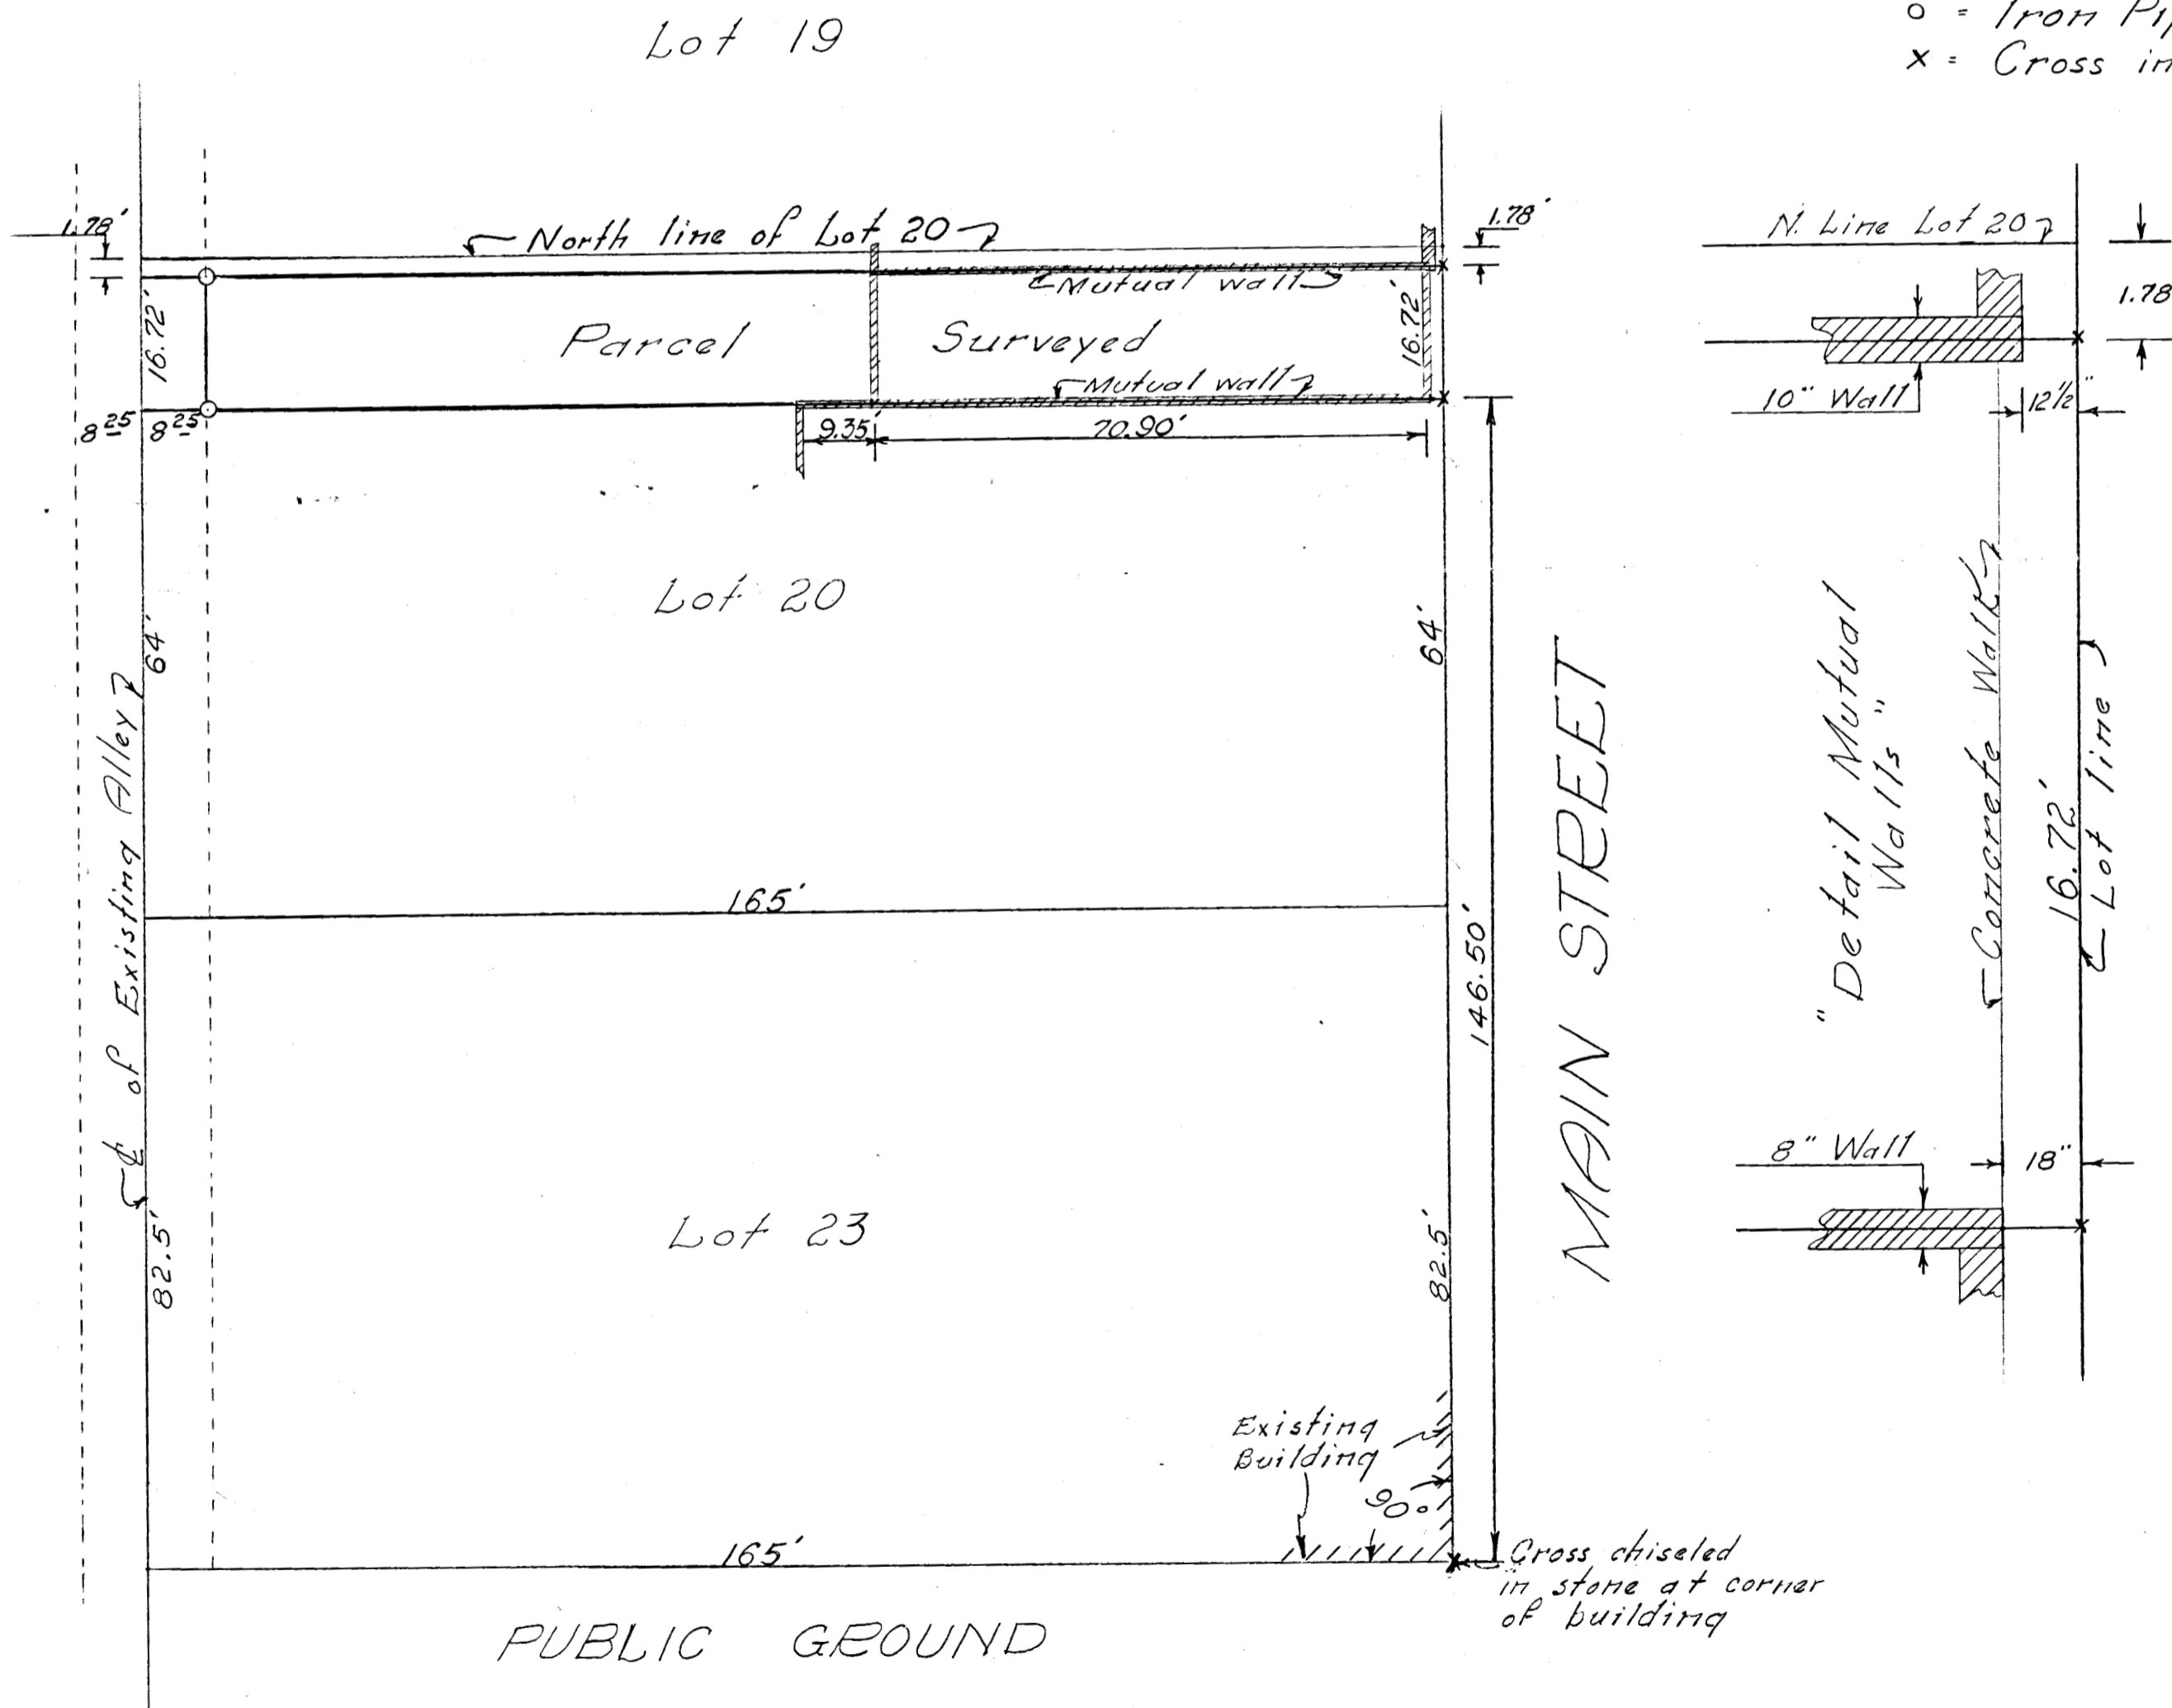 Lot 19
o = Iron
x = Cross in
1.78'
North line of Lot 20
1.78'
N. Line Lot 20
Mutual wall
1.78
16.72'
Parcel Surveyed
16.72'
Mutual wall
10" Wall
12½"
8 25 8 25
9.35'
70.90'
Lot 20
64'
64'
℄ of Existing Alley
MAIN STREET
"Detail Mutual
Walls"
Concrete Walk
16.72'
Lot line
165'
146.50'
8" Wall
18"
Lot 23
82.5'
82.5'
Existing
Building
90°
165'
Cross chiseled
in stone at corner
of building
PUBLIC GROUND